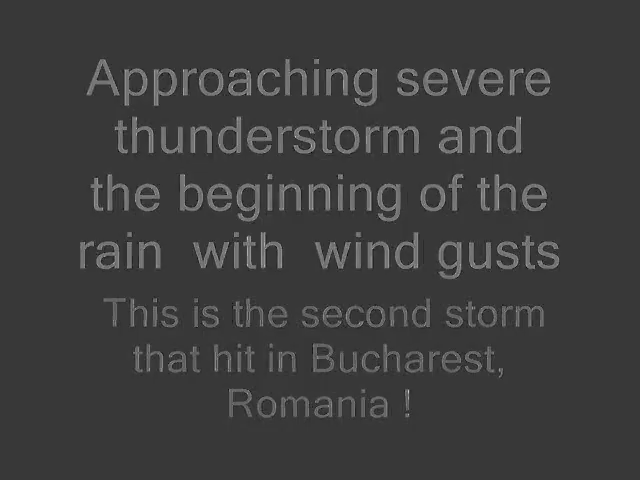 Approaching severe
thunderstorm and
the beginning of the
rain  with  wind gusts
This is the second storm
that hit in Bucharest,
Romania !